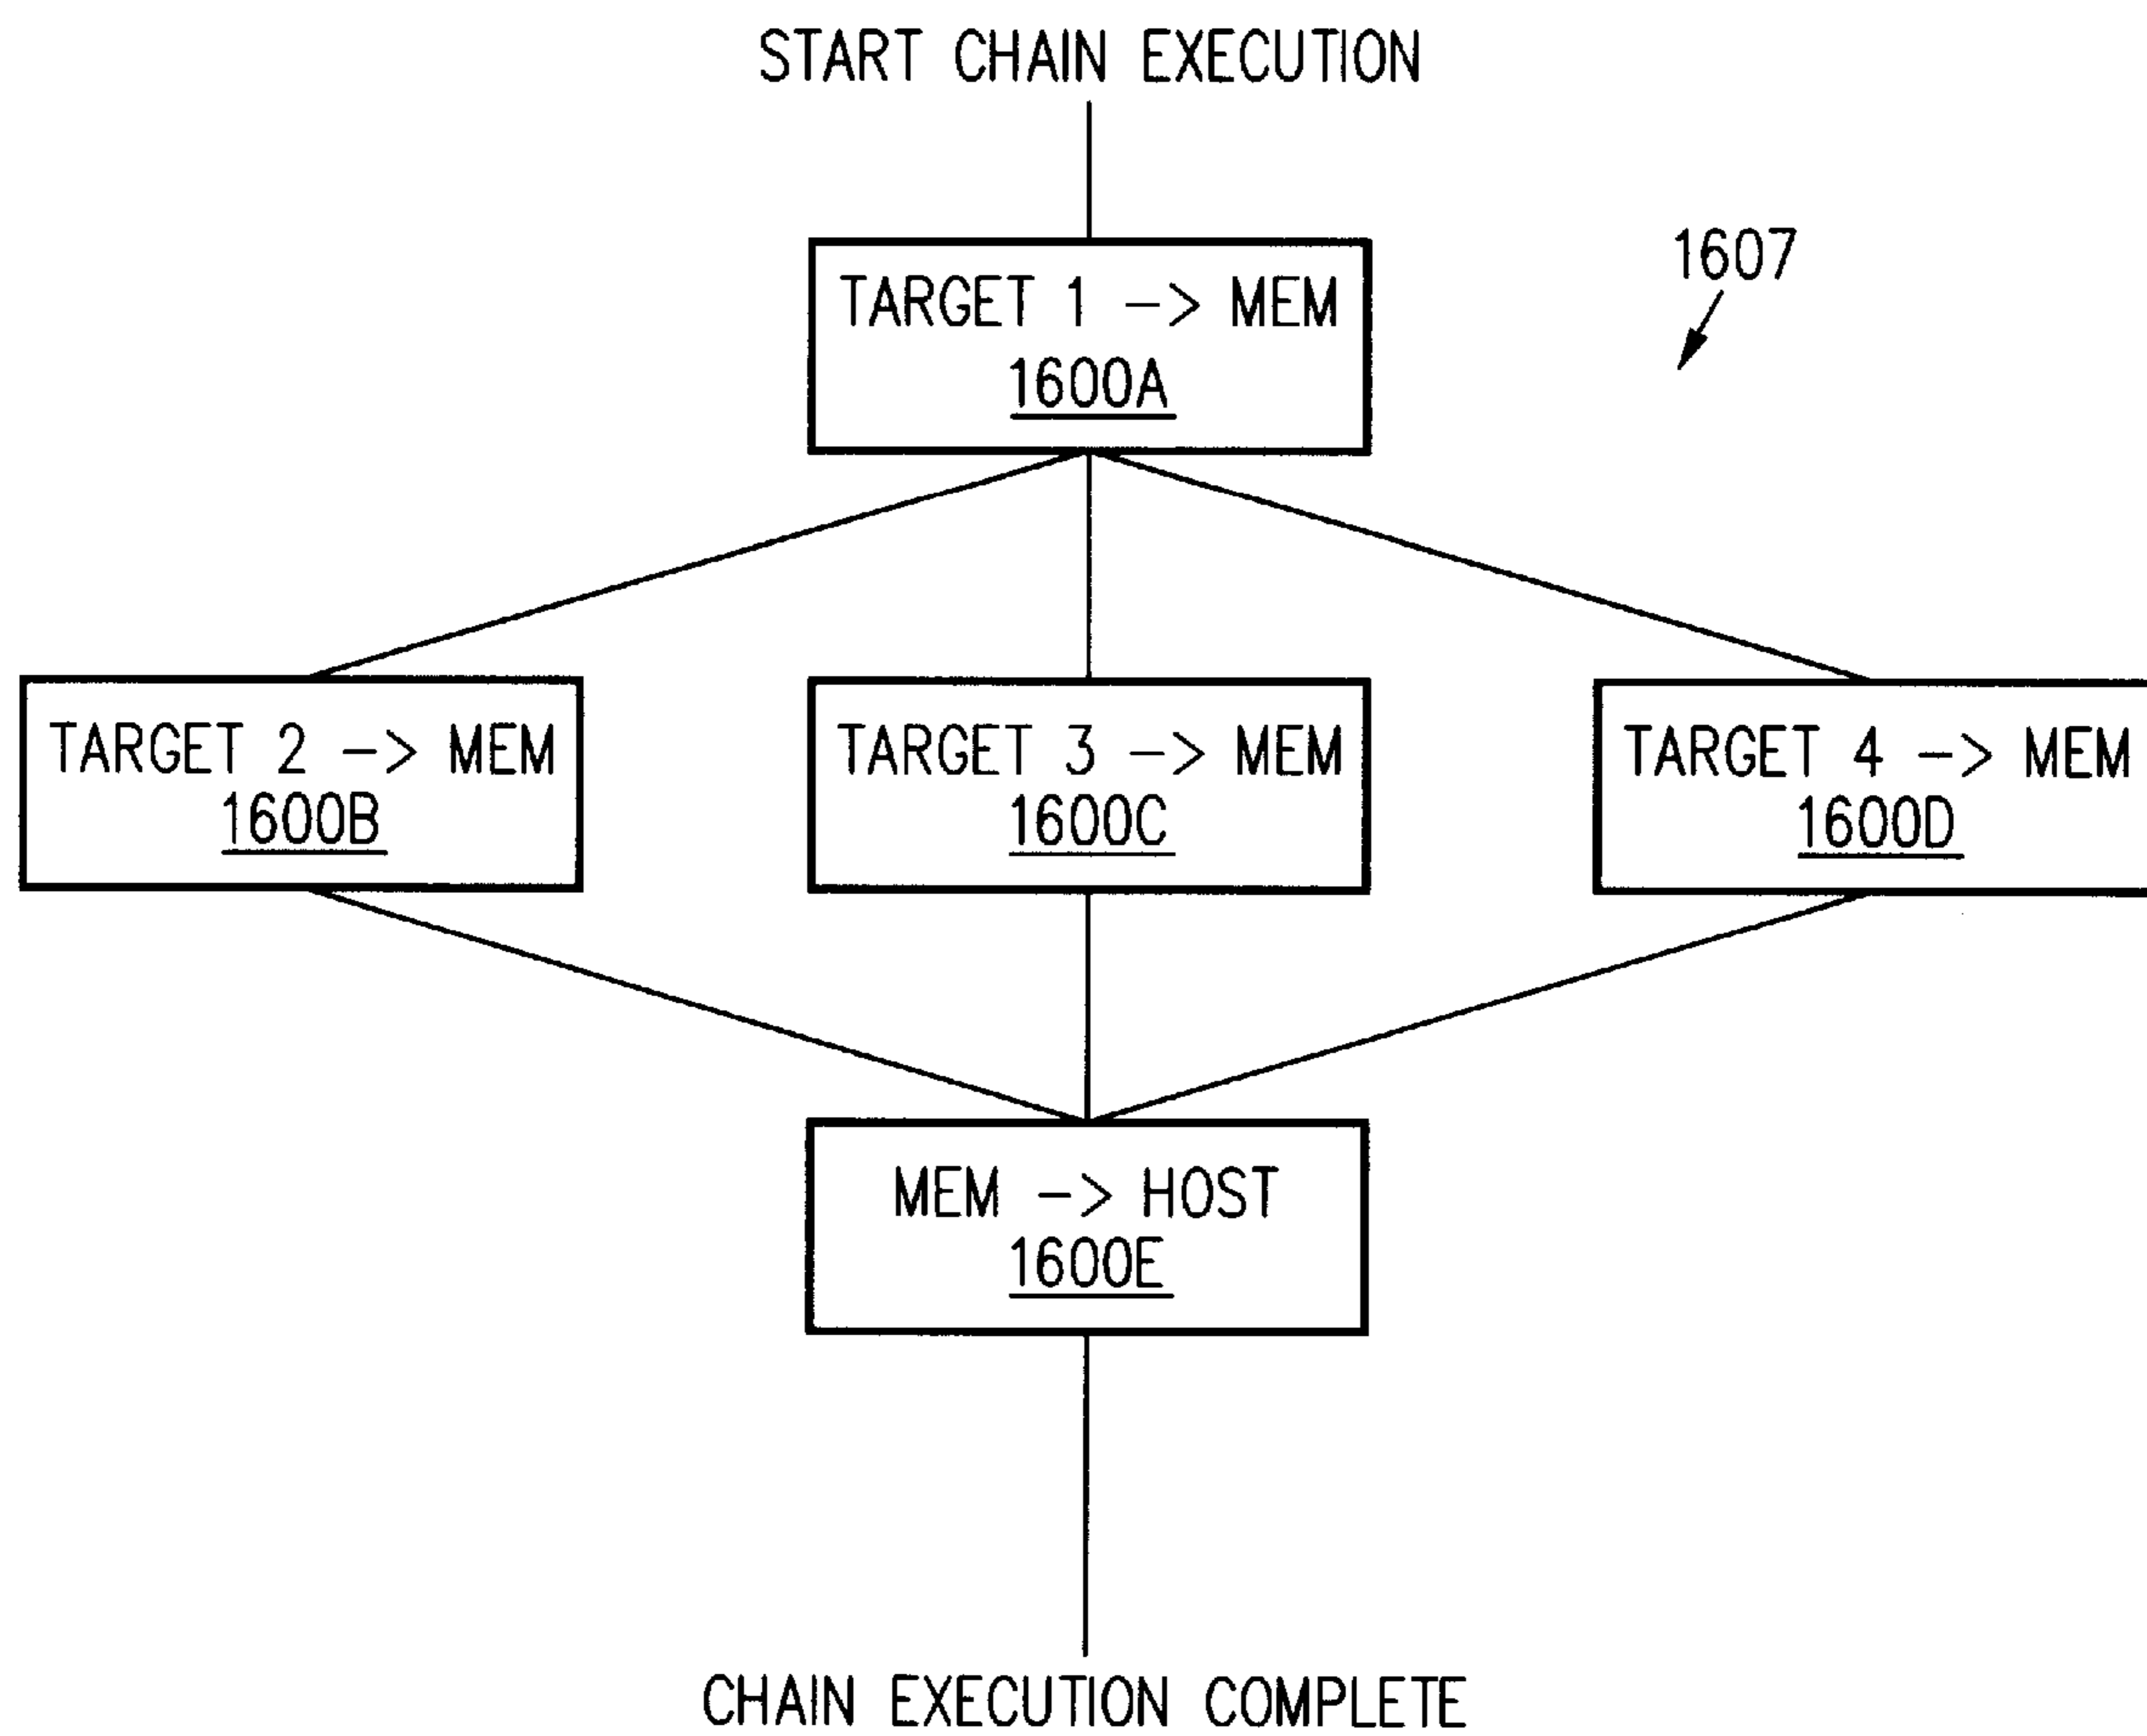 START CHAIN EXECUTION
1607
TARGET 1 -> MEM
1600A
TARGET 2 -> MEM
1600B
TARGET 3 -> MEM
1600C
TARGET 4 -> MEM
1600D
MEM -> HOST
1600E
CHAIN EXECUTION COMPLETE